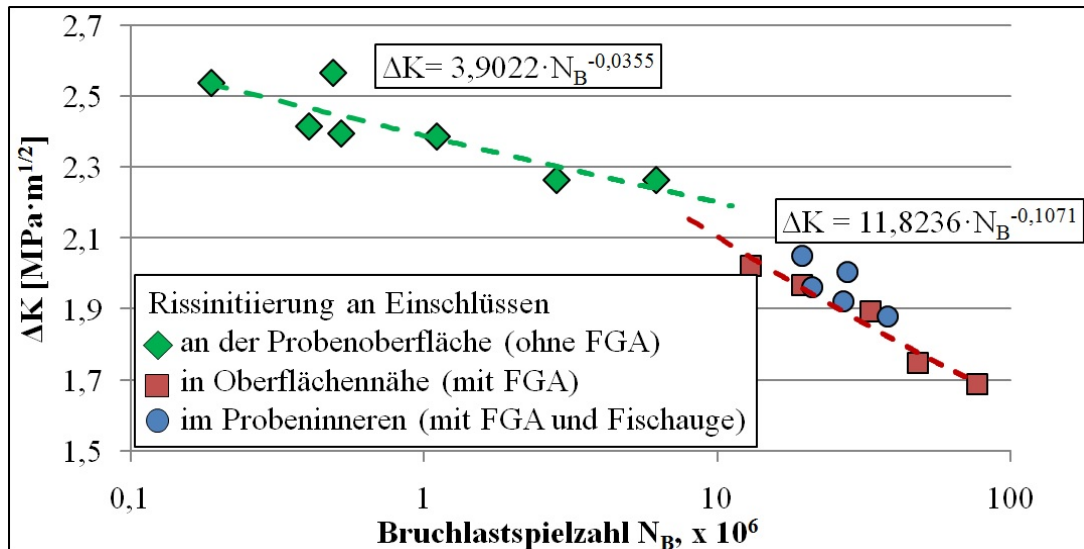 2,7
2,5
2,3
2,1
1,9
1,7
1,5
ΔK [MPa·m^1/2]
ΔK= 3,9022·N_B^-0,0355
ΔK = 11,8236·N_B^-0,1071
Rissinitiierung an Einschlüssen
an der Probenoberfläche (ohne FGA)
in Oberflächennähe (mit FGA)
im Probeninneren (mit FGA und Fischauge)
0,1 1 10 100
Bruchlastspielzahl N_B, x 10^6